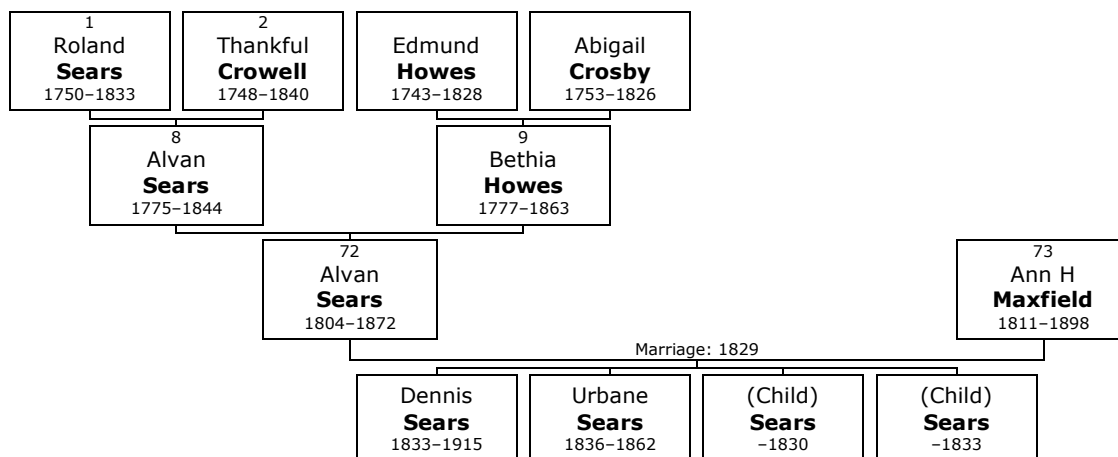 1
Roland
Sears
1750–1833
2
Thankful
Crowell
1748–1840
Edmund
Howes
1743–1828
Abigail
Crosby
1753–1826
8
Alvan
Sears
1775–1844
9
Bethia
Howes
1777–1863
72
Alvan
Sears
1804–1872
73
Ann H
Maxfield
1811–1898
Marriage: 1829
Dennis
Sears
1833–1915
Urbane
Sears
1836–1862
(Child)
Sears
–1830
(Child)
Sears
–1833